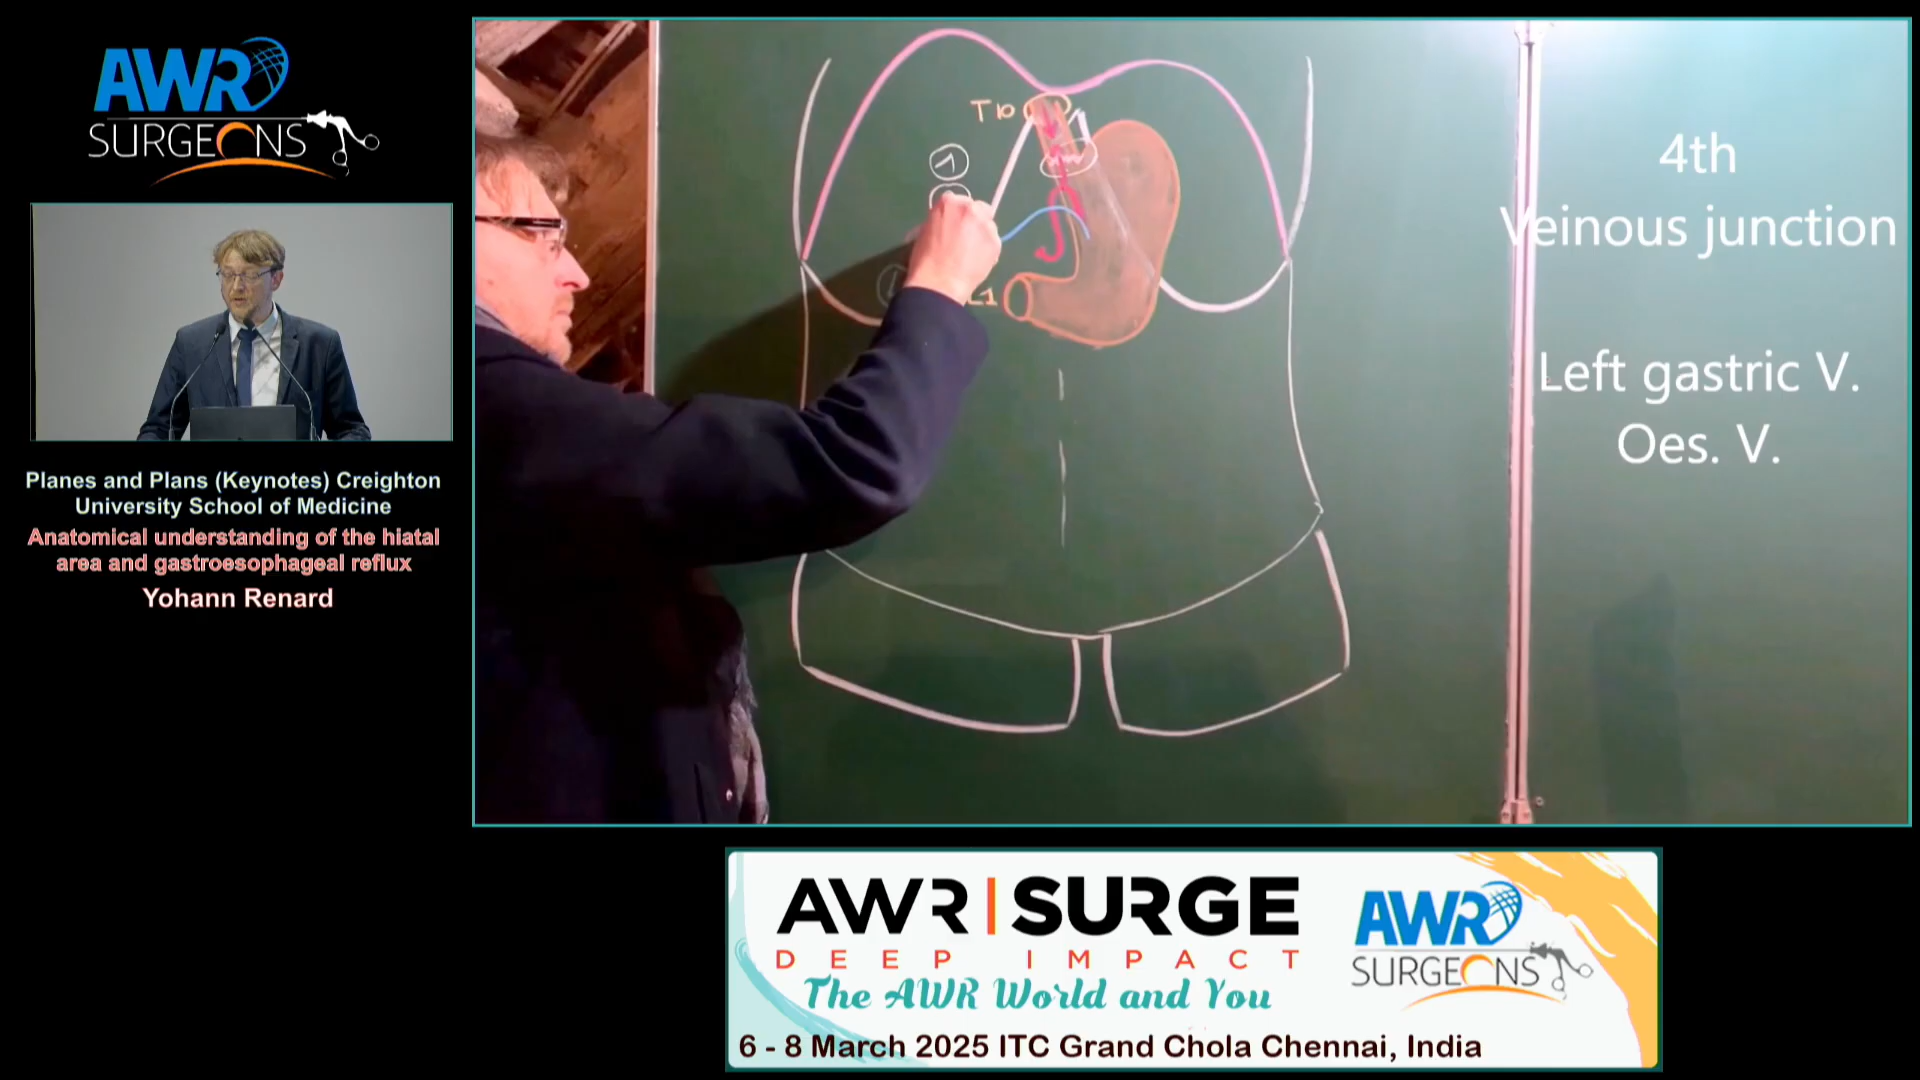 AWR
SURGEONS
Planes and Plans (Keynotes) Creighton
University School of Medicine
Anatomical understanding of the hiatal
area and gastroesophageal reflux
Yohann Renard
T10
1
L1
4th
Veinous junction
Left gastric V.
Oes. V.
AWR|SURGE
DEEP IMPACT
The AWR World and You
6 - 8 March 2025 ITC Grand Chola Chennai, India
AWR
SURGEONS